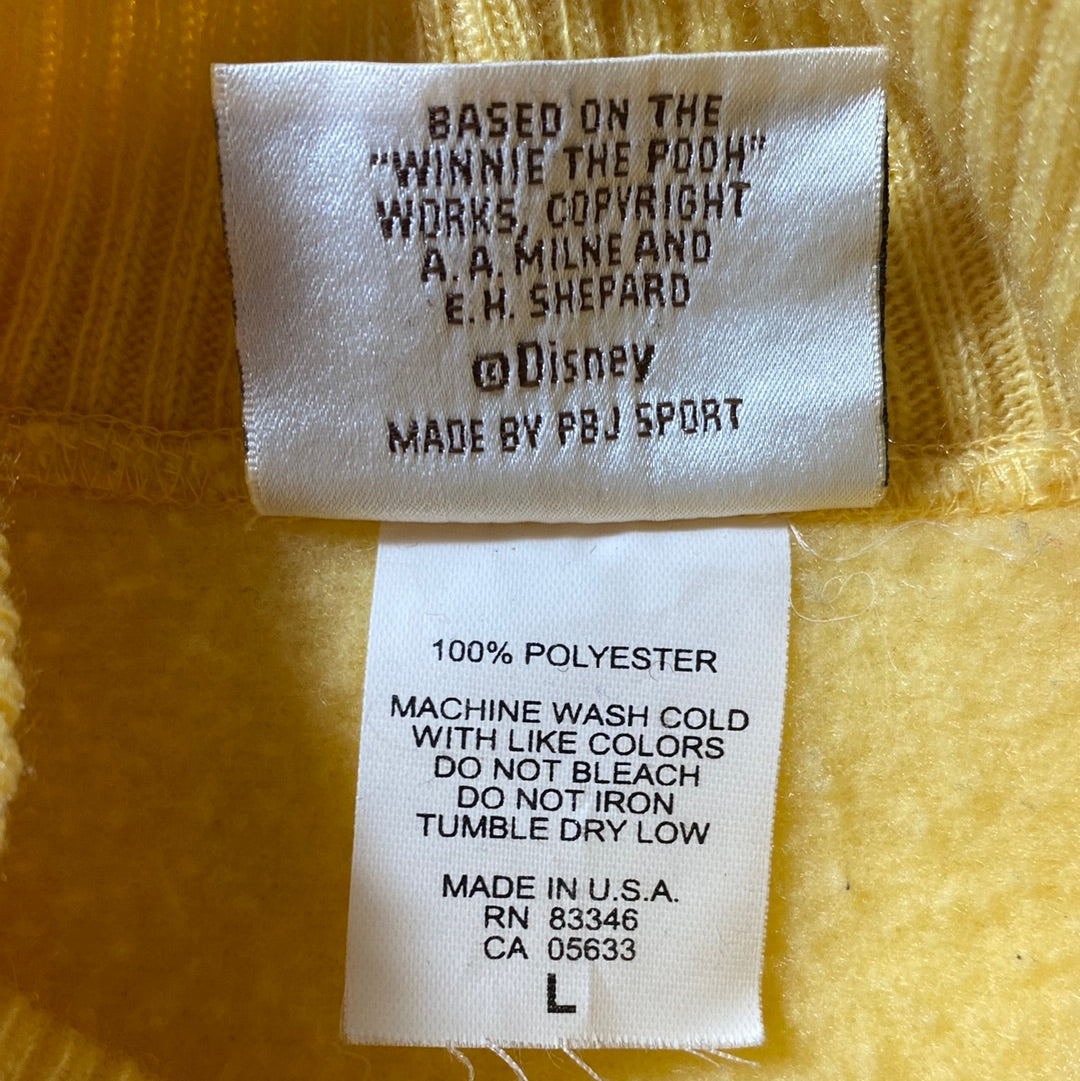 BASED ON THE
"WINNIE THE POOH"
WORKS, COPYRIGHT
A. A. MILNE AND
E. H. SHEPARD
©Disney
MADE BY PBJ SPORT
100% POLYESTER
MACHINE WASH COLD
WITH LIKE COLORS
DO NOT BLEACH
DO NOT IRON
TUMBLE DRY LOW
MADE IN U.S.A.
RN 83346
CA 05633
L